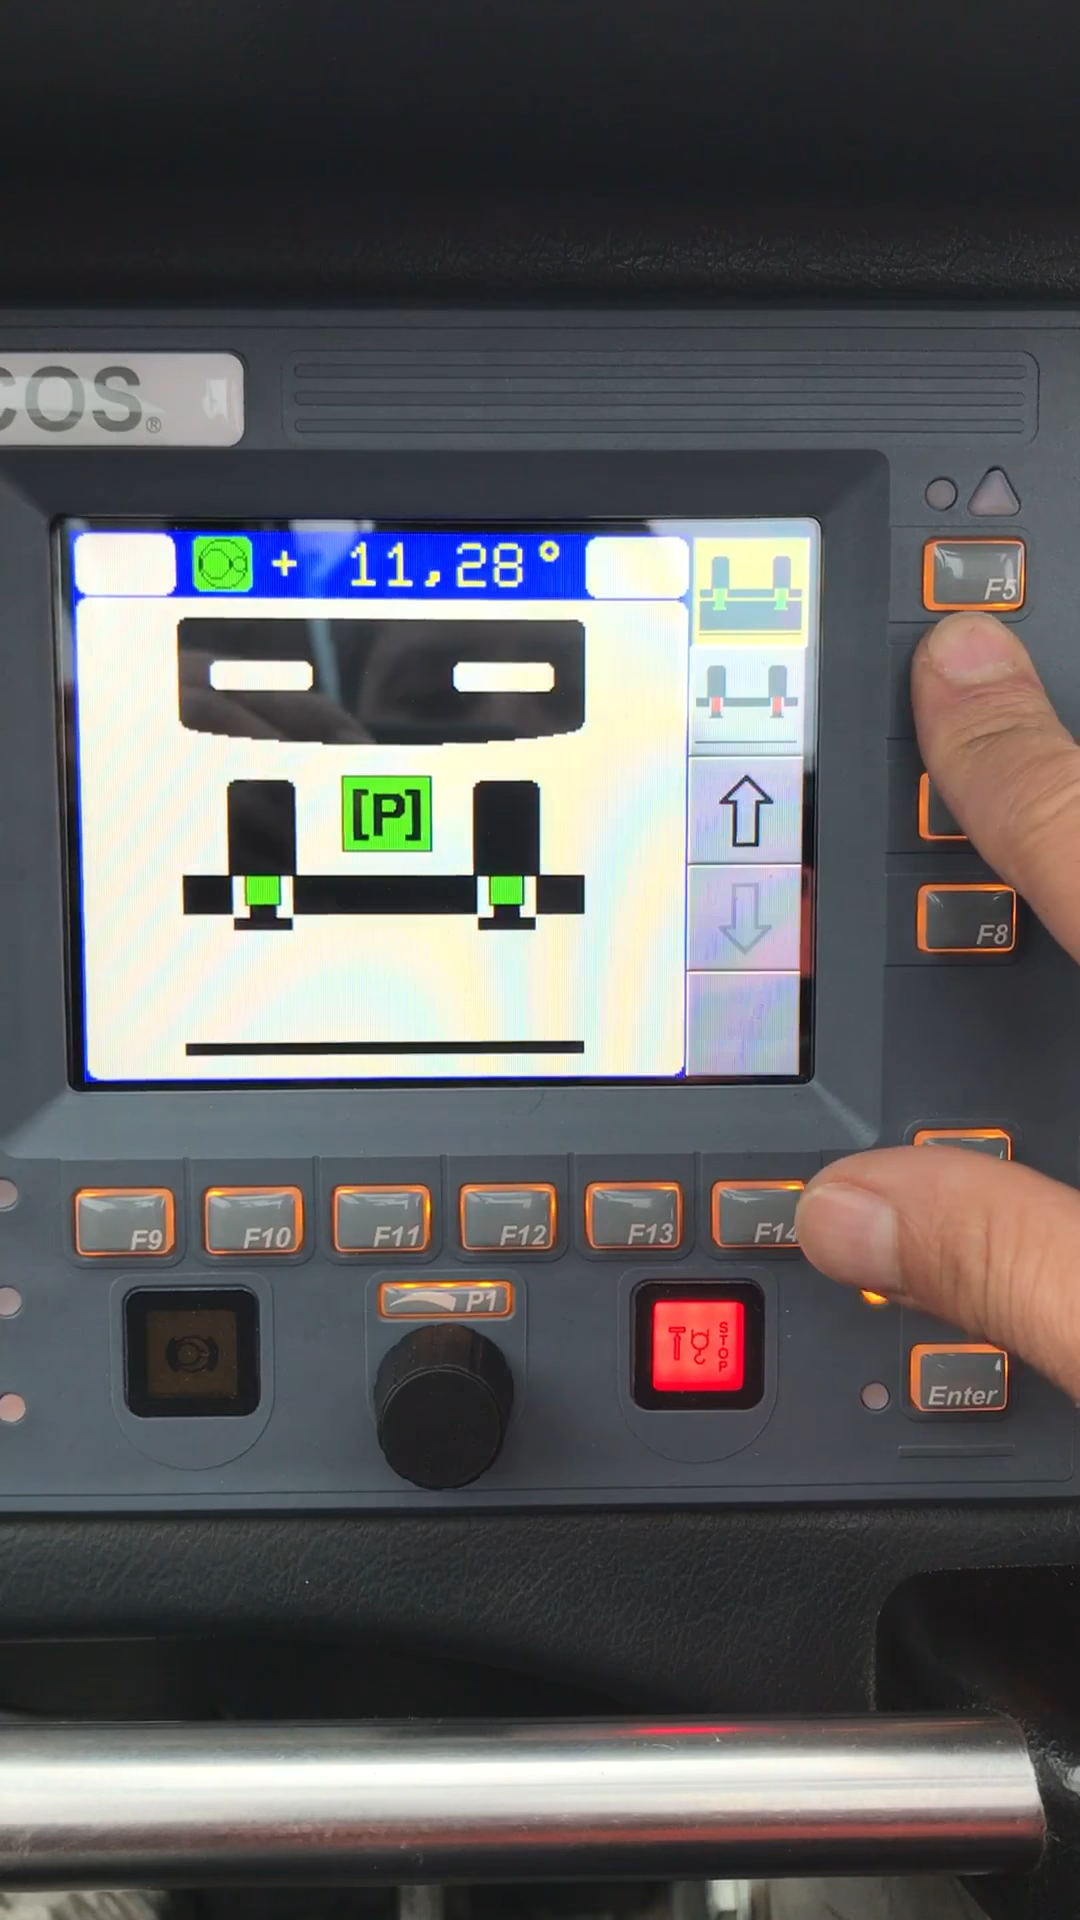 COS®
+ 11,28°
F5
[P]
F8
F9
F10
F11
F12
F13
F14
P1
STOP
Enter